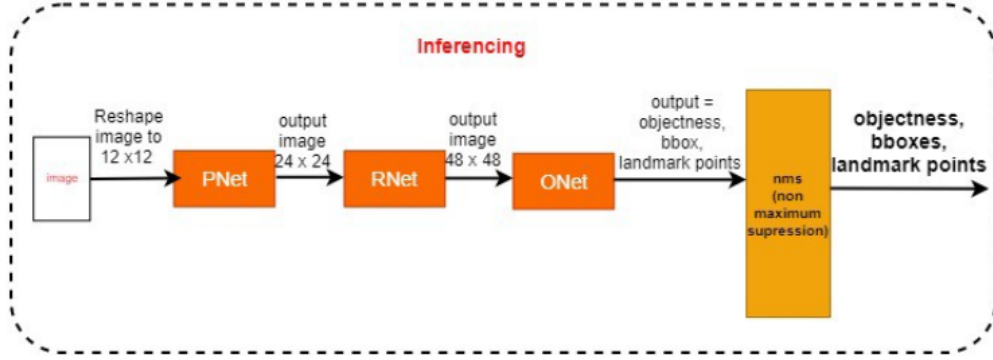 Inferencing
Reshape
image to
12 x12
image
PNet
output
image
24 x 24
RNet
output
image
48 x 48
ONet
output =
objectness,
bbox,
landmark points
nms
(non
maximum
supression)
objectness,
bboxes,
landmark points